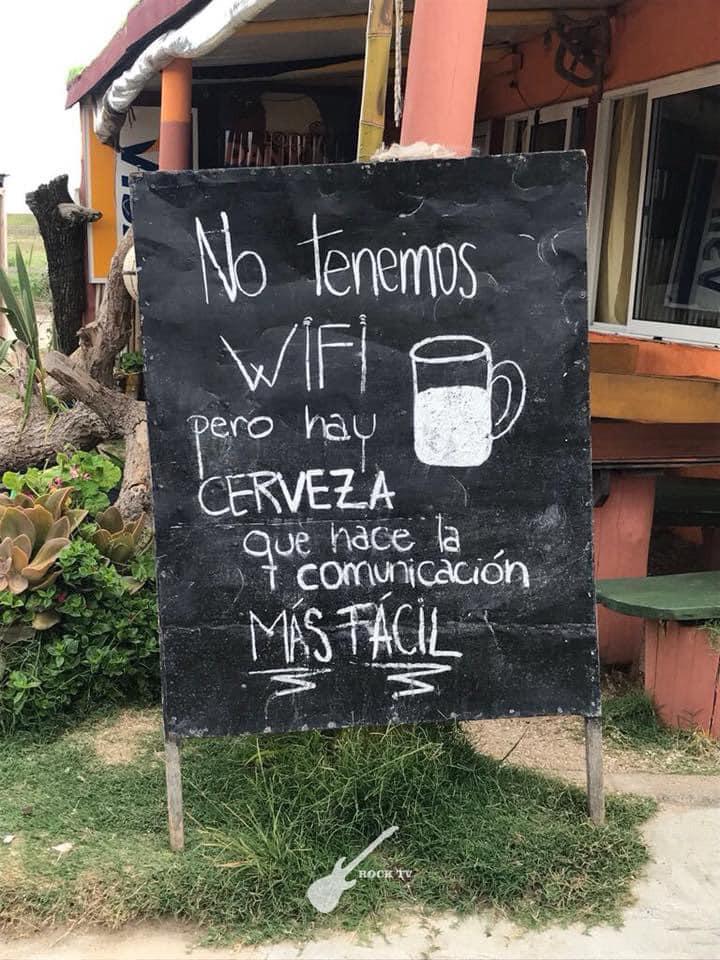 No tenemos
WiFi
pero hay
CERVEZA
que hace la
comunicación
MÁS FÁCIL
ROCK TV